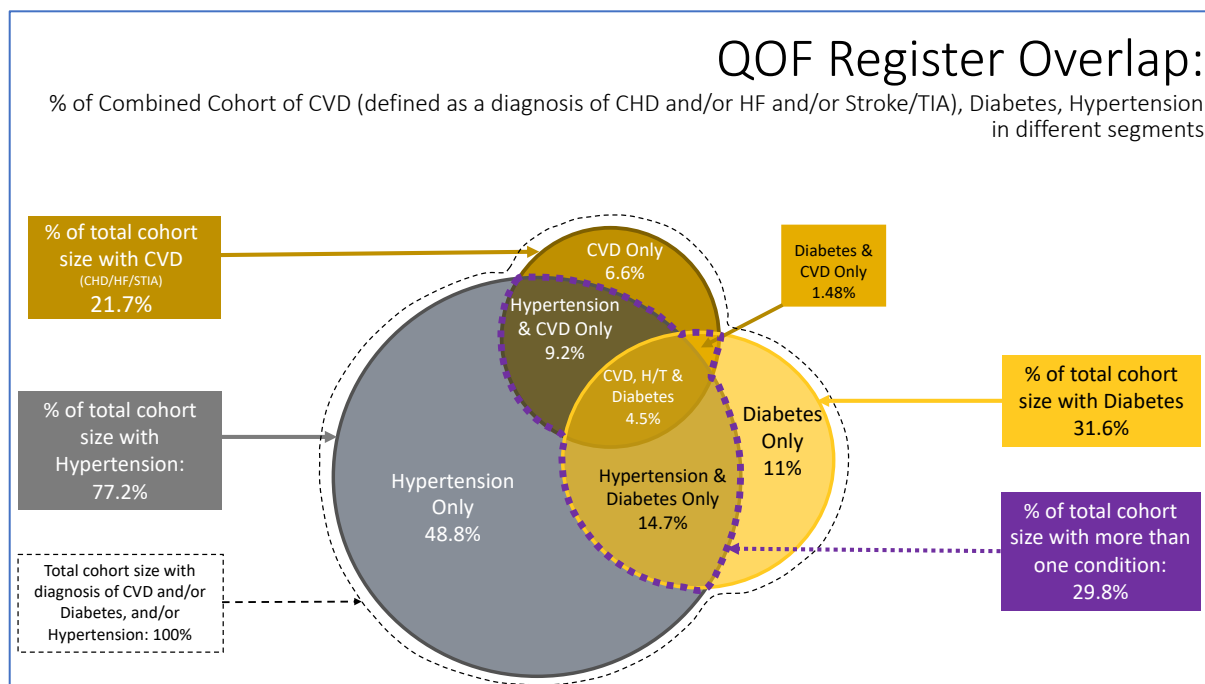 QOF Register Overlap:
% of Combined Cohort of CVD (defined as a diagnosis of CHD and/or HF and/or Stroke/TIA), Diabetes, Hypertension
in different segments
% of total cohort
size with CVD
(CHD/HF/STIA)
21.7%
CVD Only
6.6%
Diabetes &
CVD Only
1.48%
Hypertension
& CVD Only
9.2%
CVD, H/T &
Diabetes
4.5%
% of total cohort
size with Diabetes
31.6%
% of total cohort
size with
Hypertension:
77.2%
Diabetes
Only
11%
Hypertension
Only
48.8%
Hypertension &
Diabetes Only
14.7%
% of total cohort
size with more than
one condition:
29.8%
Total cohort size with
diagnosis of CVD and/or
Diabetes, and/or
Hypertension: 100%